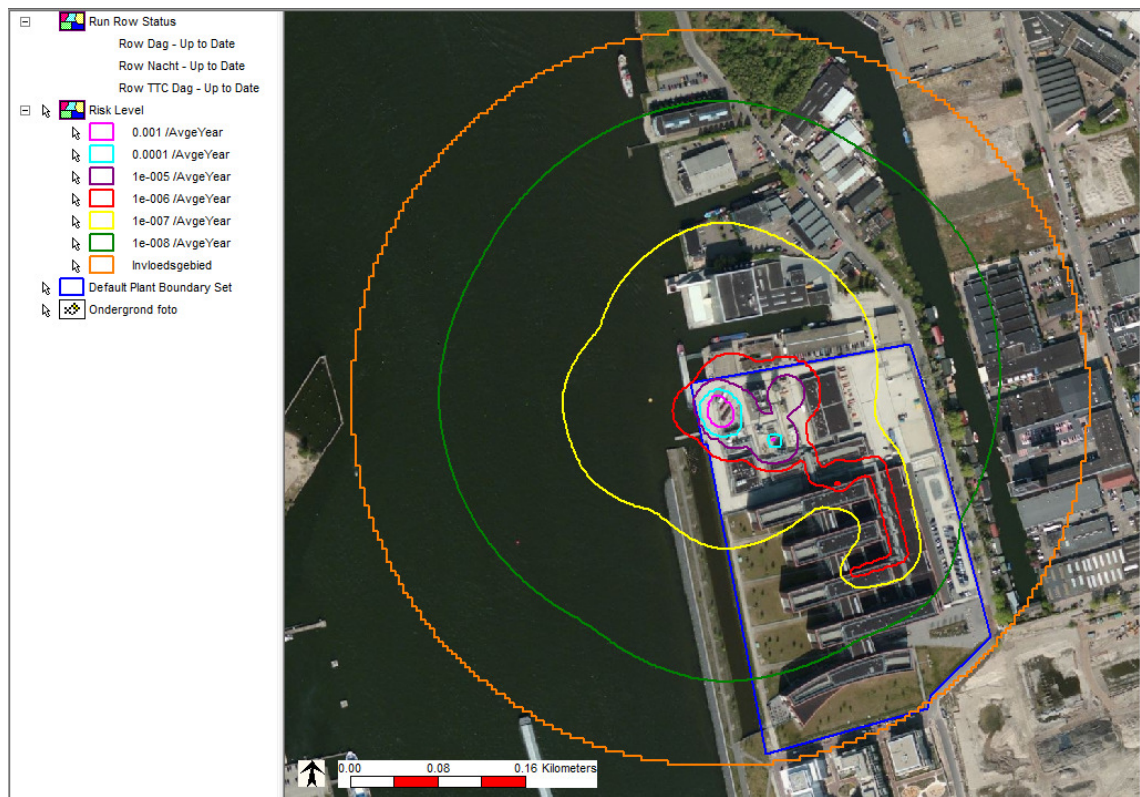 Run Row Status
Row Dag - Up to Date
Row Nacht - Up to Date
Row TTC Dag - Up to Date
Risk Level
0.001 /AvgeYear
0.0001 /AvgeYear
1e-005 /AvgeYear
1e-006 /AvgeYear
1e-007 /AvgeYear
1e-008 /AvgeYear
Invloedsgebied
Default Plant Boundary Set
Ondergrond foto
0.00 0.08 0.16 Kilometers